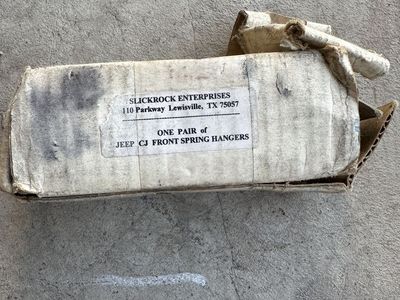 SLICKROCK ENTERPRISES
110 Parkway Lewisville, TX 75057
ONE PAIR of
JEEP CJ FRONT SPRING HANGERS